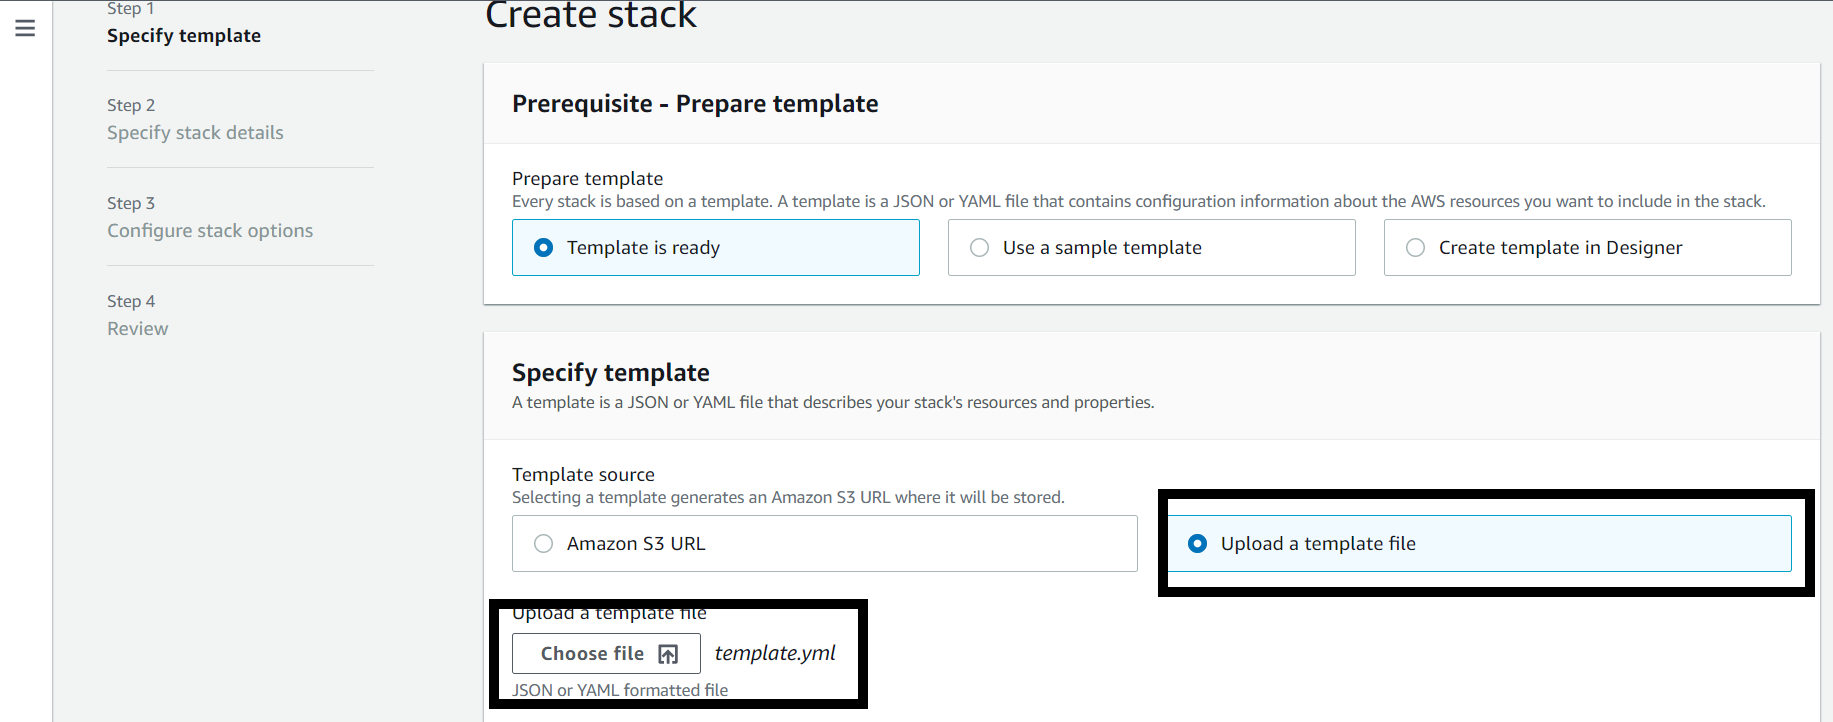 Step 1
Specify template
Step 2
Specify stack details
Step 3
Configure stack options
Step 4
Review
Create stack
Prerequisite - Prepare template
Prepare template
Every stack is based on a template. A template is a JSON or YAML file that contains configuration information about the AWS resources you want to include in the stack.
Template is ready
Use a sample template
Create template in Designer
Specify template
A template is a JSON or YAML file that describes your stack's resources and properties.
Template source
Selecting a template generates an Amazon S3 URL where it will be stored.
Amazon S3 URL
Upload a template file
Upload a template file
Choose file
template.yml
JSON or YAML formatted file